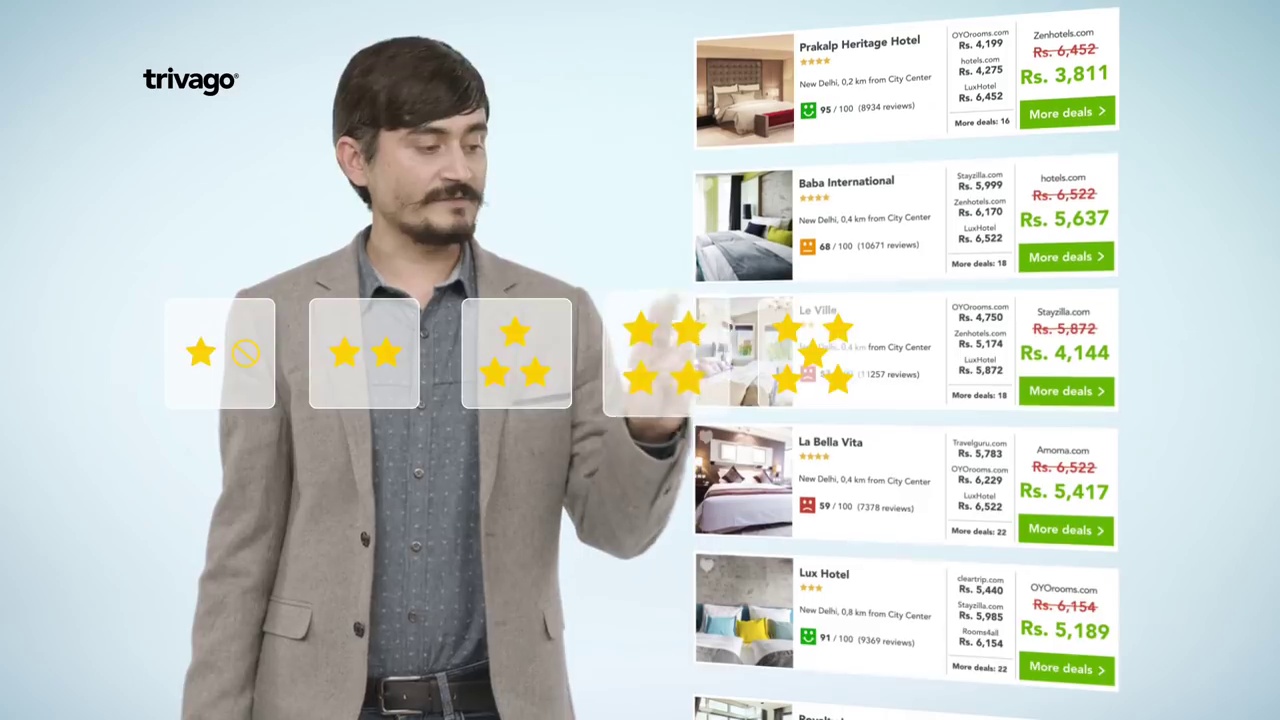 trivago
Prakalp Heritage Hotel
New Delhi, 0,2 km from City Center
95 / 100 (8934 reviews)
OYOrooms.com
Rs. 4,199
hotels.com
Rs. 4,275
LuxHotel
Rs. 6,452
More deals: 16
Zenhotels.com
Rs. 6,452
Rs. 3,811
More deals >
Baba International
New Delhi, 0,4 km from City Center
68 / 100 (10671 reviews)
Stayzilla.com
Rs. 5,999
Zenhotels.com
Rs. 6,170
LuxHotel
Rs. 6,522
More deals: 18
hotels.com
Rs. 6,522
Rs. 5,637
More deals >
Le Ville
Delhi, 0,4 km from City Center
(11257 reviews)
OYOrooms.com
Rs. 4,750
Zenhotels.com
Rs. 5,174
LuxHotel
Rs. 5,872
More deals: 18
Stayzilla.com
Rs. 5,872
Rs. 4,144
More deals >
La Bella Vita
New Delhi, 0,4 km from City Center
59 / 100 (7378 reviews)
Travelguru.com
Rs. 5,783
OYOrooms.com
Rs. 6,229
LuxHotel
Rs. 6,522
More deals: 22
Amoma.com
Rs. 6,522
Rs. 5,417
More deals >
Lux Hotel
New Delhi, 0,8 km from City Center
91 / 100 (9369 reviews)
cleartrip.com
Rs. 5,440
Stayzilla.com
Rs. 5,985
Rooms4all
Rs. 6,154
More deals: 22
OYOrooms.com
Rs. 6,154
Rs. 5,189
More deals >